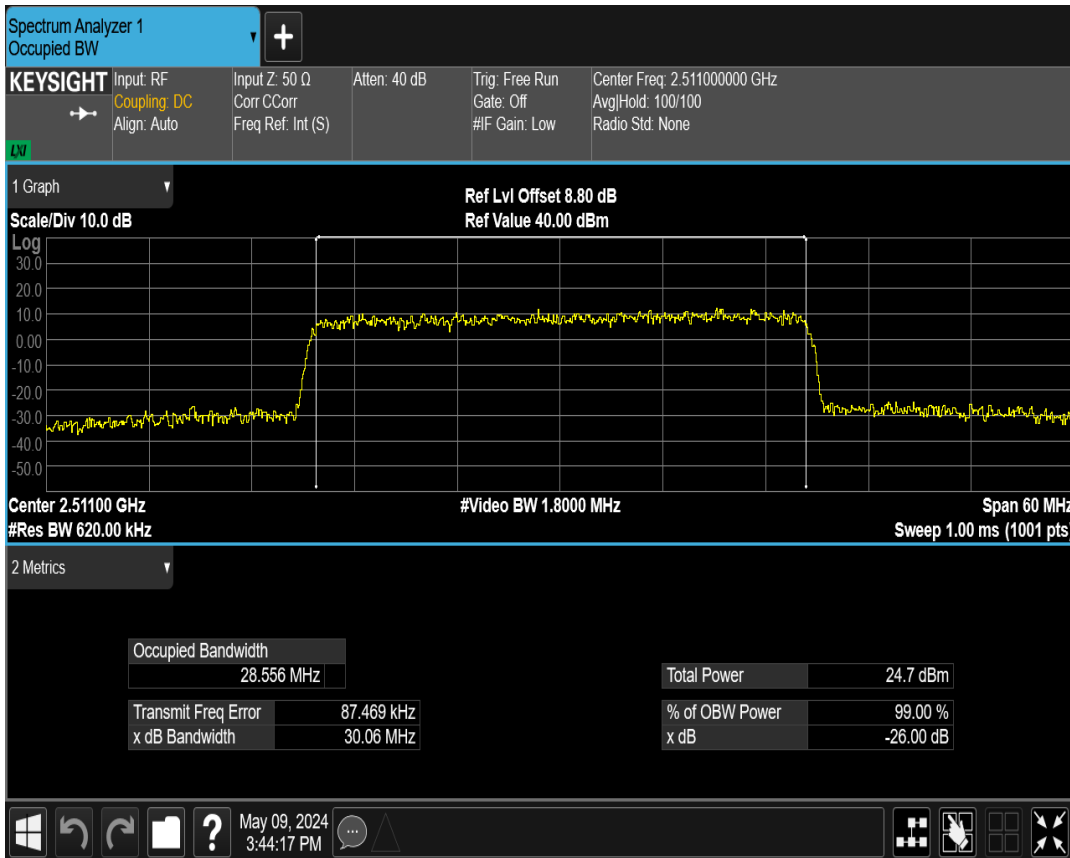 Spectrum Analyzer 1
Occupied BW
KEYSIGHT
LXI
Input: RF
Coupling: DC
Align: Auto
Input Z: 50 Ω
Corr CCorr
Freq Ref: Int (S)
Atten: 40 dB
Trig: Free Run
Gate: Off
#IF Gain: Low
Center Freq: 2.511000000 GHz
Avg|Hold: 100/100
Radio Std: None
1 Graph
Scale/Div 10.0 dB
Ref Lvl Offset 8.80 dB
Ref Value 40.00 dBm
Log
30.0
20.0
10.0
0.00
-10.0
-20.0
-30.0
-40.0
-50.0
Center 2.51100 GHz
#Res BW 620.00 kHz
#Video BW 1.8000 MHz
Span 60 MHz
Sweep 1.00 ms (1001 pts)
2 Metrics
Occupied Bandwidth
28.556 MHz
Transmit Freq Error 87.469 kHz
x dB Bandwidth 30.06 MHz
Total Power 24.7 dBm
% of OBW Power 99.00 %
x dB -26.00 dB
May 09, 2024
3:44:17 PM